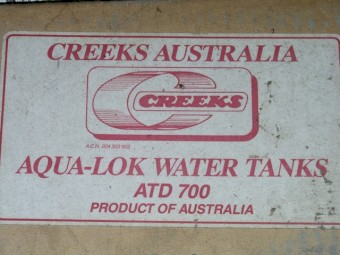 CREEKS AUSTRALIA
CREEKS
AQUA-LOK WATER TANKS
ATD 700
PRODUCT OF AUSTRALIA